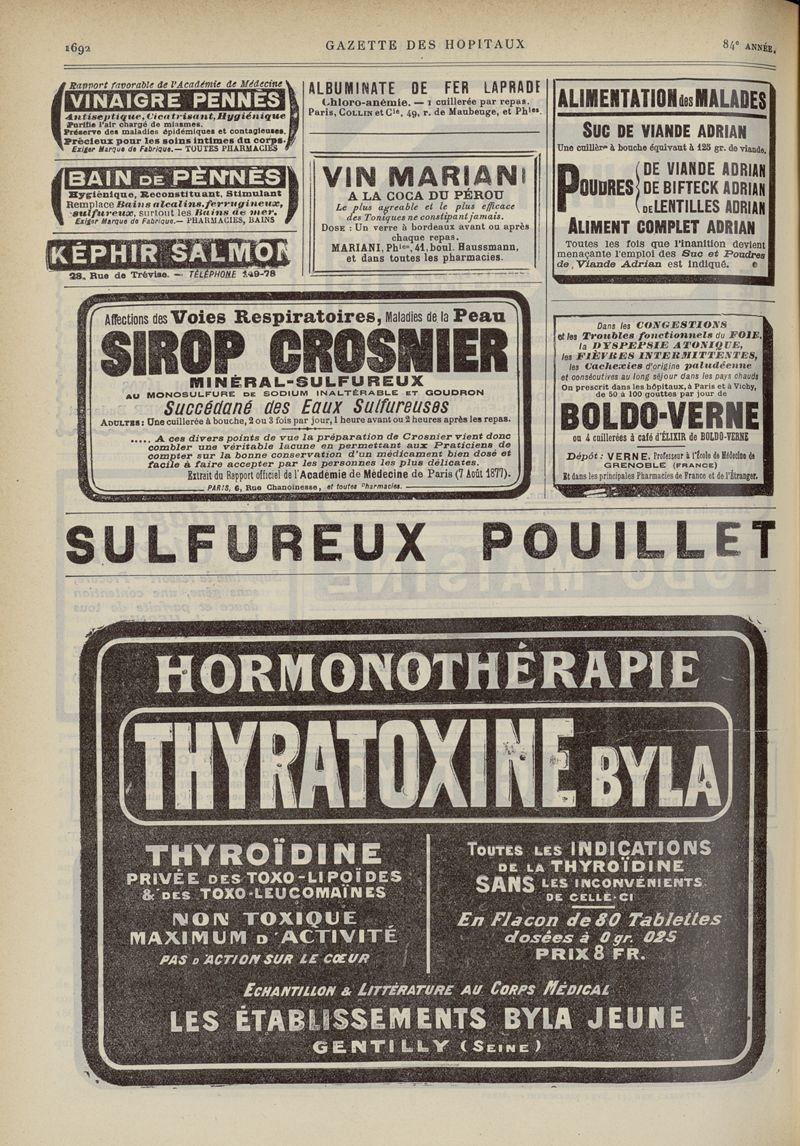 1692
GAZETTE DES HOPITAUX
84e ANNÉE.
Rapport favorable de l'Académie de Médecine
VINAIGRE PENNÈS
Antiseptique, Cicatrisant, Hygiénique
Purifie l'air chargé de miasmes.
Préserve des maladies épidémiques et contagieuses.
Précieux pour les soins intimes du corps.
Exiger Marque de Fabrique. — TOUTES PHARMACIES
BAIN DE PENNÈS
Hygiénique, Reconstituant, Stimulant
Remplace Bains alcalins, ferrugineux,
sulfureux, surtout les Bains de mer.
Exiger Marque de Fabrique. — PHARMACIES, BAINS
KÉPHIR SALMON
28, Rue de Trévise. — TÉLÉPHONE 149-78
ALBUMINATE DE FER LAPRADE
Chloro-anémie. — 1 cuillerée par repas.
Paris, COLLIN et Cie, 49, r. de Maubeuge, et Phies.
VIN MARIANI
A LA COCA DU PÉROU
Le plus agreable et le plus efficace
des Toniques ne constipant jamais.
DOSE : Un verre à bordeaux avant ou après
chaque repas.
MARIANI, Phien, 41, boul. Haussmann,
et dans toutes les pharmacies.
ALIMENTATION des MALADES
SUC DE VIANDE ADRIAN
Une cuillère à bouche équivaut à 125 gr. de viande.
POUDRES { DE VIANDE ADRIAN
DE BIFTECK ADRIAN
DE LENTILLES ADRIAN
ALIMENT COMPLET ADRIAN
Toutes les fois que l'inanition devient
menaçante l'emploi des Suc et Poudres
de Viande Adrian est indiqué. e
Affections des Voies Respiratoires, Maladies de la Peau
SIROP CROSNIER
MINÉRAL-SULFUREUX
AU MONOSULFURE DE SODIUM INALTÉRABLE ET GOUDRON
Succédané des Eaux Sulfureuses
ADULTES: Une cuillerée à bouche, 2 ou 3 fois par jour, 1 heure avant ou 2 heures après les repas.
..... A ces divers points de vue la préparation de Crosnier vient donc
combler une véritable lacune en permettant aux Praticiens de
compter sur la bonne conservation d'un médicament bien dosé et
facile à faire accepter par les personnes les plus délicates.
Extrait du Rapport officiel de l'Académie de Médecine de Paris (7 Août 1877).
PARIS, 6, Rue Chanoinesse, et toutes Pharmacies.
Dans les CONGESTIONS
et les Troubles fonctionnels du FOIE,
la DYSPEPSIE ATONIQUE,
les FIÈVRES INTERMITTENTES,
les Cachexies d'origine paludéenne
et consécutives au long séjour dans les pays chauds
On prescrit dans les hôpitaux, à Paris et à Vichy,
de 50 à 100 gouttes par jour de
BOLDO-VERNE
ou 4 cuillerées à café d'ÉLIXIR de BOLDO-VERNE
Dépôt : VERNE, Professeur à l'École de Médecine de
GRENOBLE (FRANCE)
Et dans les principales Pharmacies de France et de l'Étranger.
SULFUREUX POUILLET
HORMONOTHÉRAPIE
THYRATOXINE BYLA
THYROÏDINE
PRIVÉE DES TOXO-LIPOÏDES
& DES TOXO-LEUCOMAÏNES
NON TOXIQUE
MAXIMUM D'ACTIVITÉ
PAS D'ACTION SUR LE CŒUR
TOUTES LES INDICATIONS
DE LA THYROÏDINE
SANS LES INCONVÉNIENTS
DE CELLE-CI
En Flacon de 80 Tablettes
dosées à 0 gr. 025
PRIX 8 FR.
ECHANTILLON & LITTÉRATURE AU CORPS MÉDICAL
LES ÉTABLISSEMENTS BYLA JEUNE
GENTILLY (SEINE)